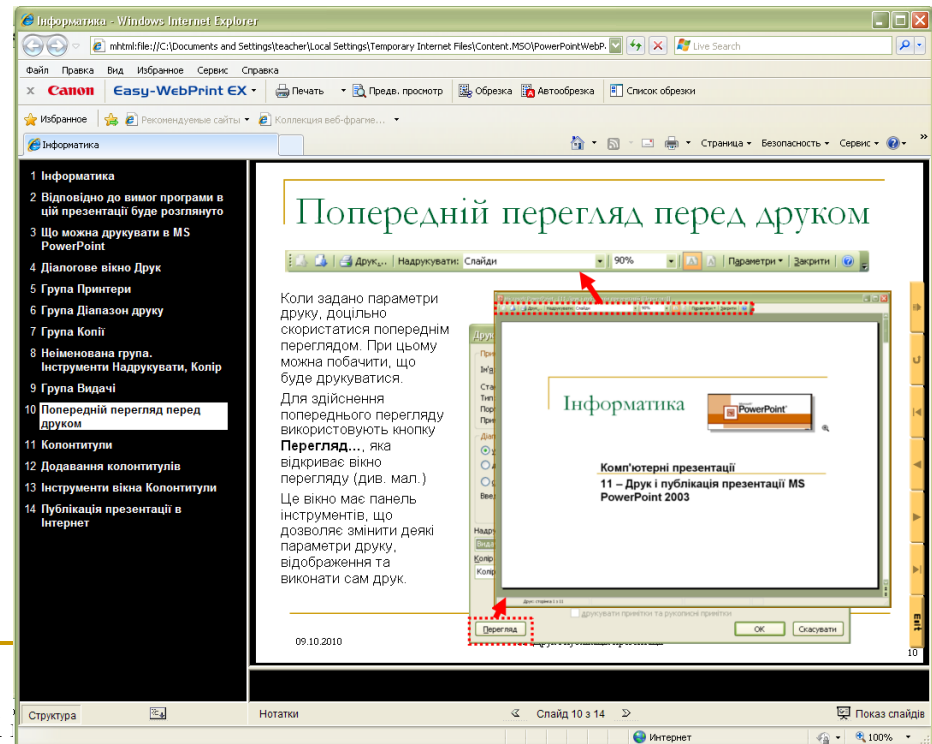 Інформатика - Windows Internet Explorer
mhtml:file://C:\Documents and Settings\teacher\Local Settings\Temporary Internet Files\Content.MSO\PowerPointWebP.
Live Search
Файл Правка Вид Избранное Сервис Справка
x Canon Easy-WebPrint EX Печать Предв. просмотр Обрезка Автообрезка Список обрезки
Избранное Рекомендуемые сайты Коллекция веб-фрагме...
Інформатика
Страница Безопасность Сервис
1 Інформатика
2 Відповідно до вимог програми в
цій презентації буде розглянуто
3 Що можна друкувати в MS
PowerPoint
4 Діалогове вікно Друк
5 Група Принтери
6 Група Діапазон друку
7 Група Копії
8 Неіменована група.
Інструменти Надрукувати, Колір
9 Група Видачі
10 Попередній перегляд перед
друком
11 Колонтитули
12 Додавання колонтитулів
13 Інструменти вікна Колонтитули
14 Публікація презентації в
Інтернет
Попередній перегляд перед друком
Друк... Надрукувати: Слайди 90% Параметри Закрити
Коли задано параметри
друку, доцільно
скористатися попереднім
переглядом. При цьому
можна побачити, що
буде друкуватися.
Для здійснення
попереднього перегляду
використовують кнопку
Перегляд..., яка
відкриває вікно
перегляду (див. мал.)
Це вікно має панель
інструментів, що
дозволяє змінити деякі
параметри друку,
відображення та
виконати сам друк.
Інформатика
PowerPoint
Комп'ютерні презентації
11 – Друк і публікація презентації MS
PowerPoint 2003
друкувати примітки та рукописні примітки
Перегляд
OK Скасувати
09.10.2010
10
Exit
Структура
Нотатки
Слайд 10 з 14
Показ слайдів
Интернет
100%